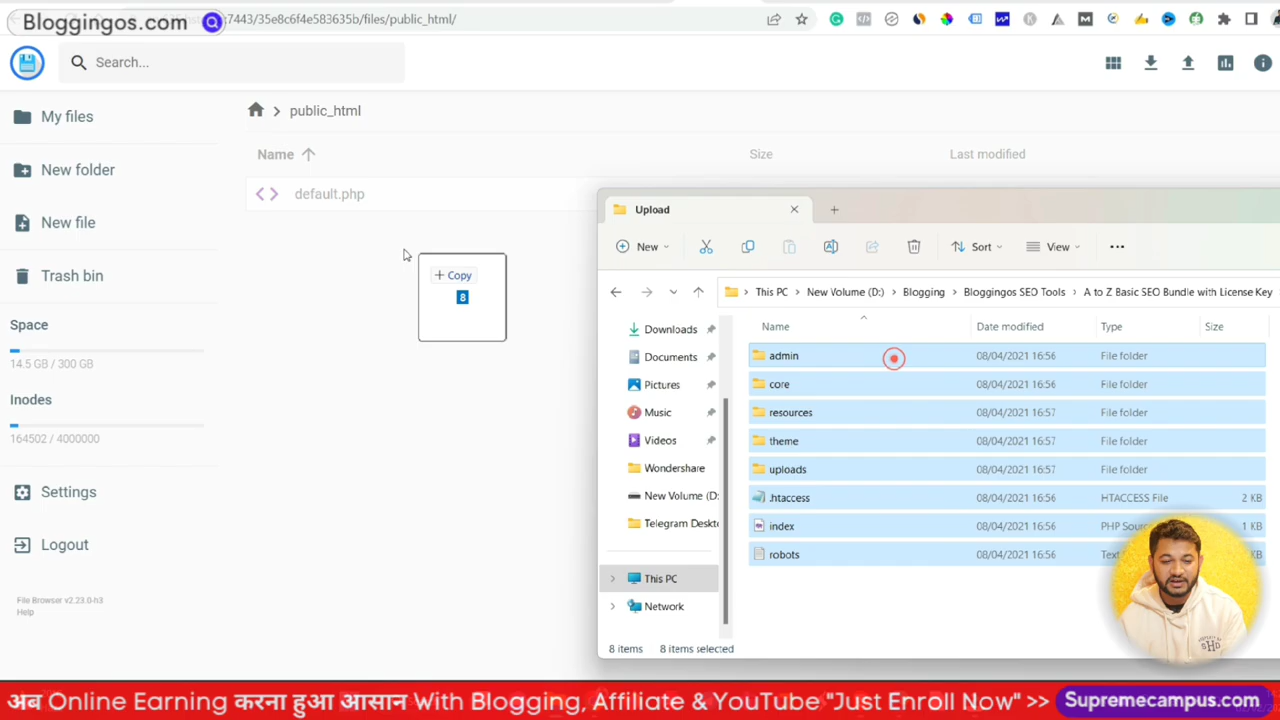 Bloggingos.com
:7443/35e8c6f4e583635b/files/public_html/
Search...
My files
New folder
New file
Trash bin
Space
14.5 GB / 300 GB
Inodes
164502 / 4000000
Settings
Logout
File Browser v2.23.0-h3
Help
public_html
Name
Size
Last modified
default.php
+ Copy
8
Upload
New
Sort
View
This PC > New Volume (D:) > Blogging > Bloggingos SEO Tools > A to Z Basic SEO Bundle with License Key
Downloads
Documents
Pictures
Music
Videos
Wondershare
New Volume (D:
Telegram Deskt
This PC
Network
Name Date modified Type Size
admin 08/04/2021 16:56 File folder
core 08/04/2021 16:56 File folder
resources 08/04/2021 16:57 File folder
theme 08/04/2021 16:57 File folder
uploads 08/04/2021 16:57 File folder
.htaccess 08/04/2021 16:56 HTACCESS File 2 KB
index 08/04/2021 16:56 PHP Sour 1 KB
robots 08/04/2021 16:56 Text KB
8 items 8 items selected
अब Online Earning करना हुआ आसान With Blogging, Affiliate & YouTube "Just Enroll Now" >> Supremecampus.com